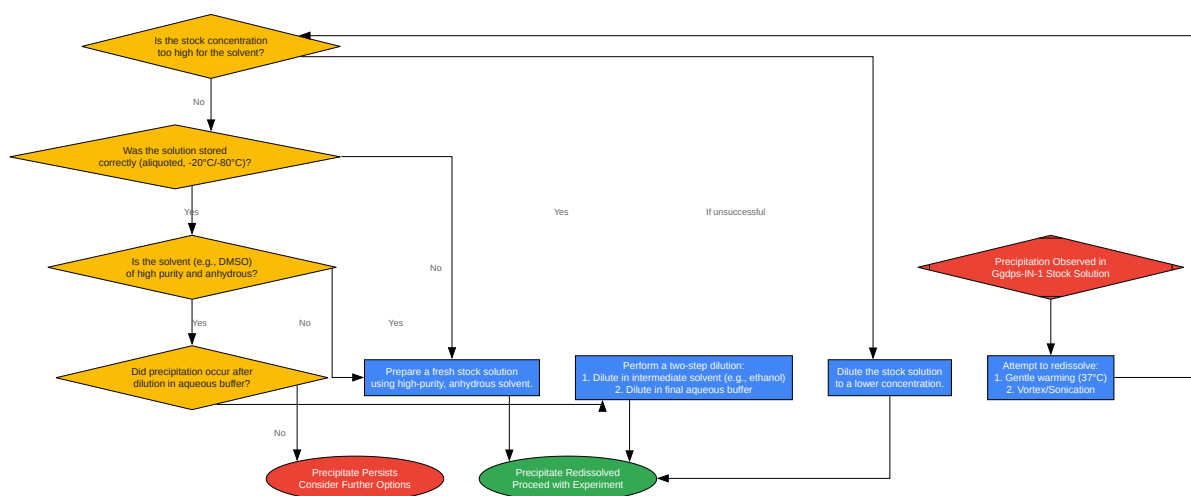 Is the stock concentration
too high for the solvent?
No
Was the solution stored
correctly (aliquoted, -20°C/-80°C)?
Yes
Yes
If unsuccessful
Is the solvent (e.g., DMSO)
of high purity and anhydrous?
No
Precipitation Observed in
Ggdps-IN-1 Stock Solution
Yes
No
Yes
Did precipitation occur after
dilution in aqueous buffer?
Prepare a fresh stock solution
using high-purity, anhydrous solvent.
Perform a two-step dilution:
1. Dilute in intermediate solvent (e.g., ethanol)
2. Dilute in final aqueous buffer
Dilute the stock solution
to a lower concentration.
Attempt to redissolve:
1. Gentle warming (37°C)
2. Vortex/Sonication
No
Precipitate Persists
Consider Further Options
Precipitate Redissolved
Proceed with Experiment